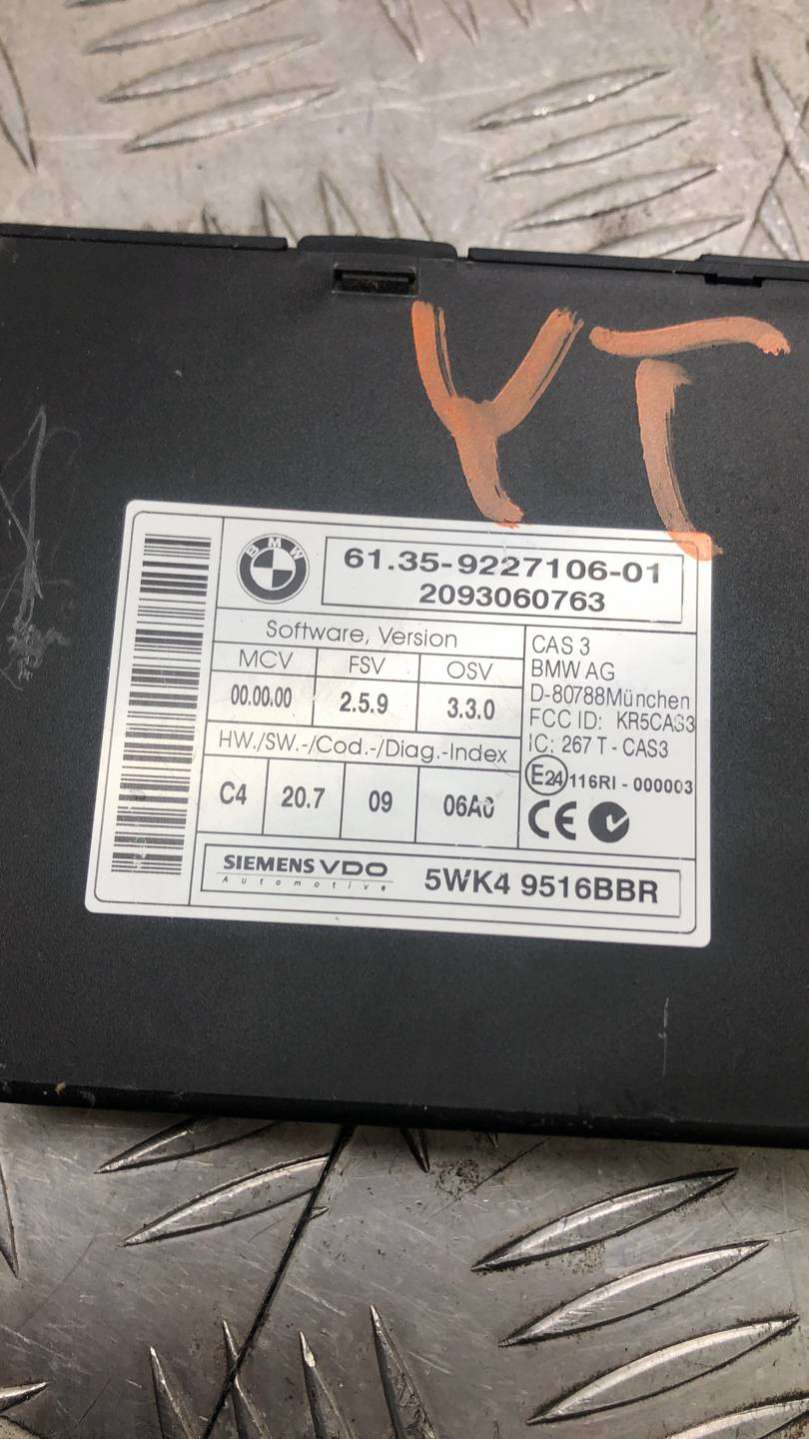 YT
BMW
61.35-9227106-01
2093060763
Software, Version
MCV FSV OSV
00.00.00 2.5.9 3.3.0
HW./SW.-/Cod.-/Diag.-Index
C4 20.7 09 06A0
CAS 3
BMW AG
D-80788München
FCC ID: KR5CAS3
IC: 267 T - CAS3
E24 116RI - 000003
CE
SIEMENS VDO
Automotive
5WK4 9516BBR